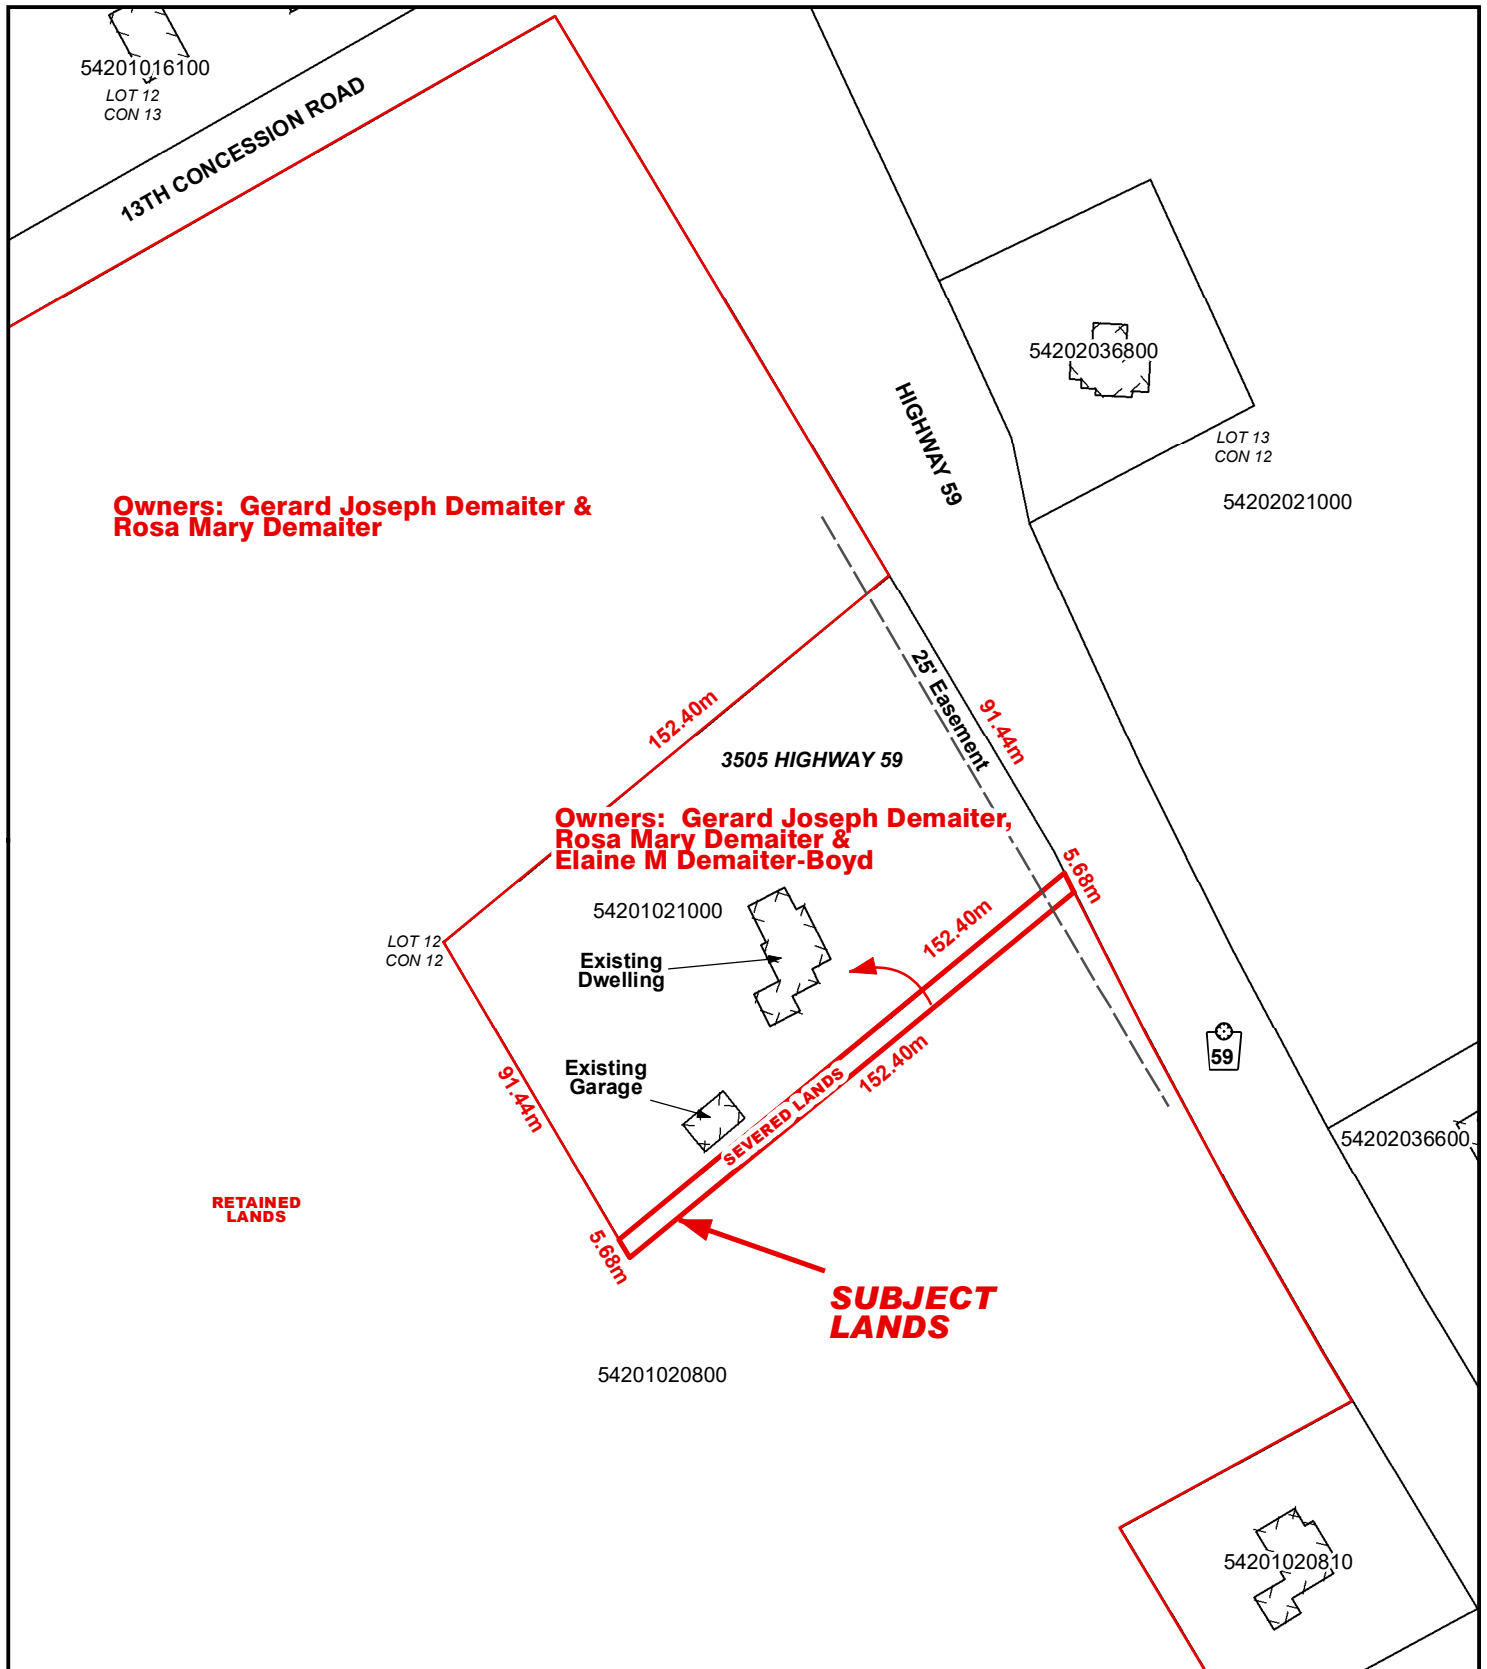 54201016100
LOT 12
CON 13
13TH CONCESSION ROAD
54202036800
HIGHWAY 59
LOT 13
CON 12
54202021000
Owners: Gerard Joseph Demaiter &
Rosa Mary Demaiter
25' Easement
152.40m
91.44m
3505 HIGHWAY 59
Owners: Gerard Joseph Demaiter,
Rosa Mary Demaiter &
Elaine M Demaiter-Boyd
5.68m
54201021000
152.40m
LOT 12
CON 12
Existing
Dwelling
59
152.40m
Existing
Garage
91.44m
SEVERED LANDS
54202036600
RETAINED
LANDS
5.68m
SUBJECT
LANDS
54201020800
54201020810